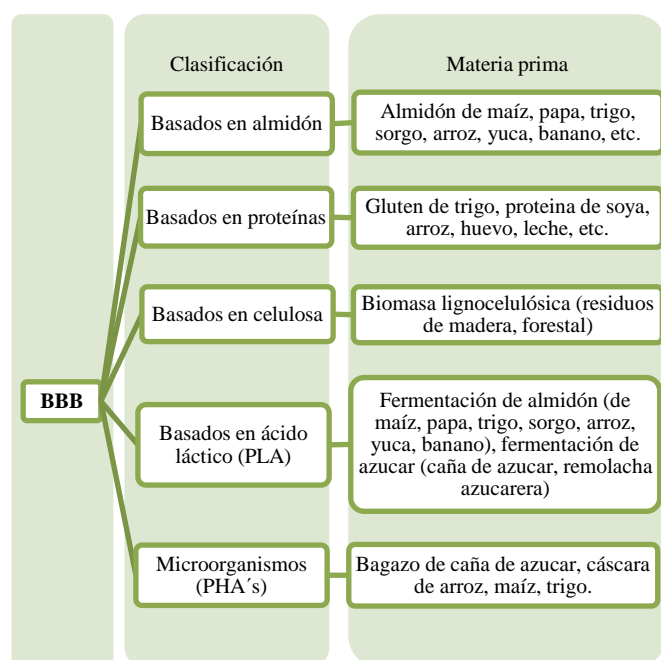 Clasificación
Materia prima
BBB
Basados en almidón
Almidón de maíz, papa, trigo,
sorgo, arroz, yuca, banano, etc.
Basados en proteínas
Gluten de trigo, proteina de soya,
arroz, huevo, leche, etc.
Basados en celulosa
Biomasa lignocelulósica (residuos
de madera, forestal)
Basados en ácido
láctico (PLA)
Fermentación de almidón (de
maíz, papa, trigo, sorgo, arroz,
yuca, banano), fermentación de
azucar (caña de azucar, remolacha
azucarera)
Microorganismos
(PHA´s)
Bagazo de caña de azucar, cáscara
de arroz, maíz, trigo.